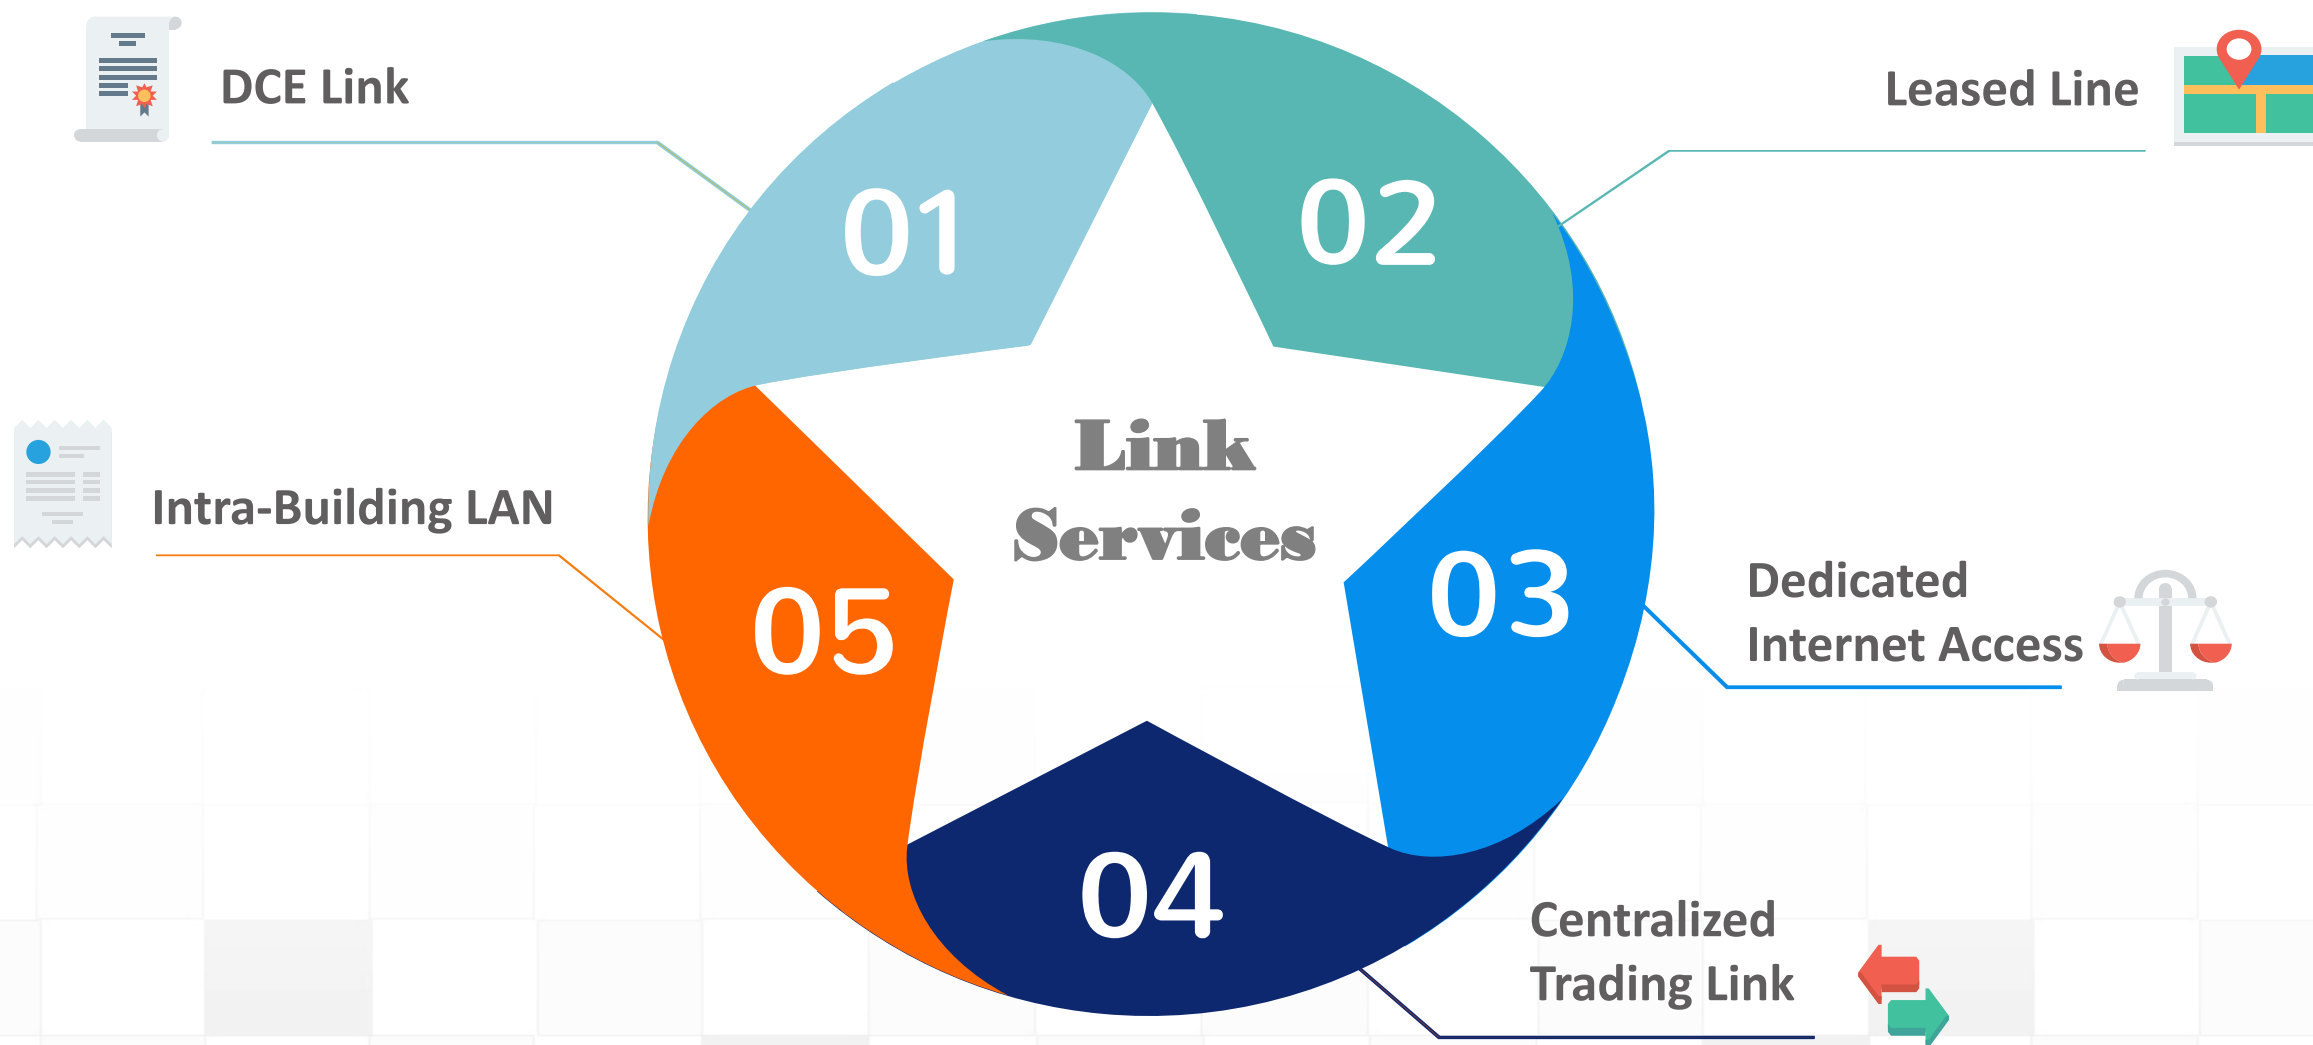 DCE Link
01
02
Leased Line
Link
Services
Intra-Building LAN
05
03
Dedicated
Internet Access
04
Centralized
Trading Link